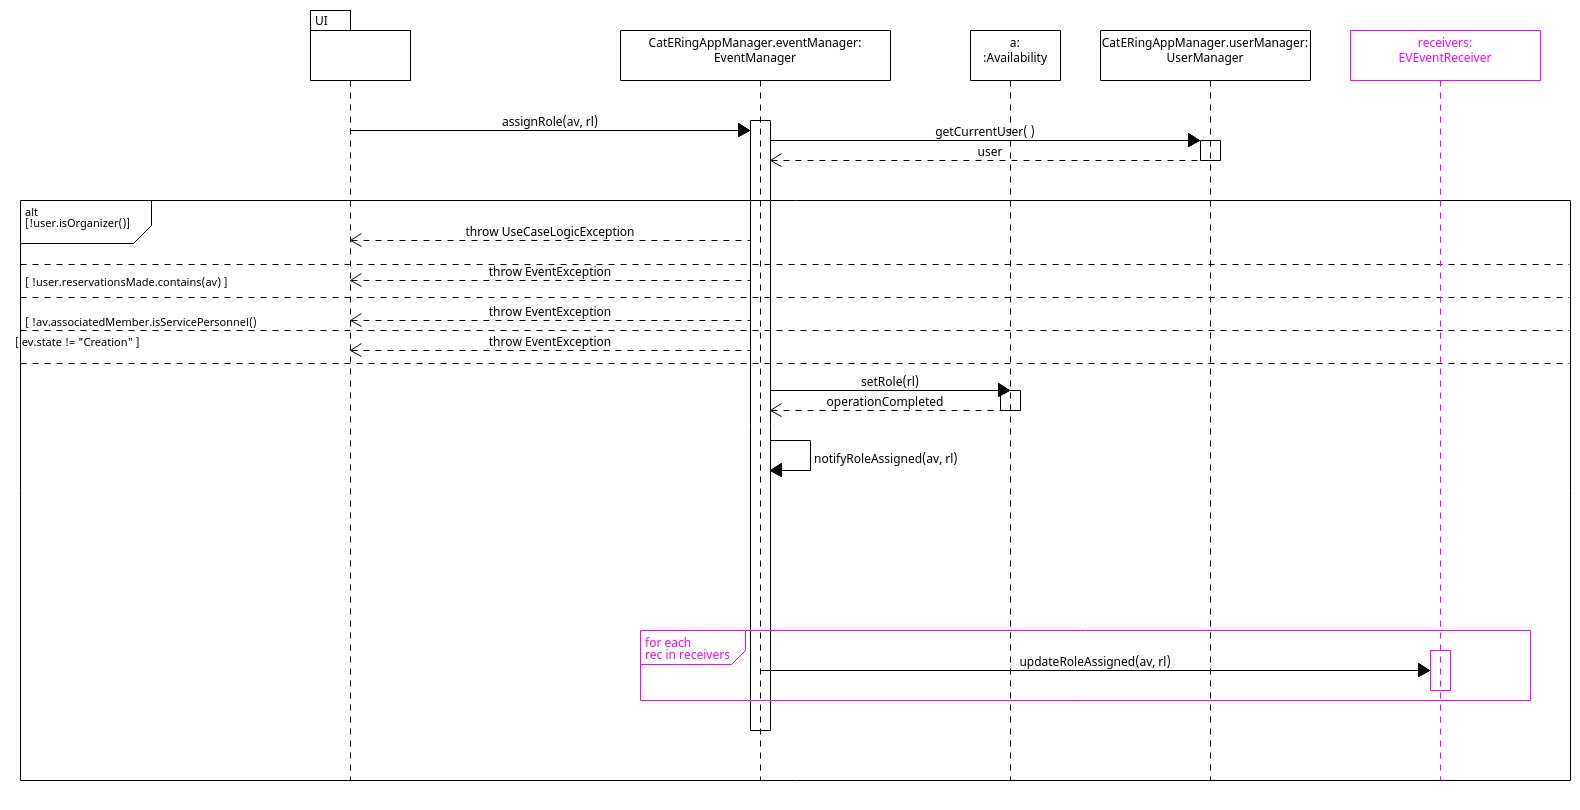 UI
CatERingAppManager.eventManager:
EventManager
a:
:Availability
CatERingAppManager.userManager:
UserManager
receivers:
EVEventReceiver
assignRole(av, rl)
getCurrentUser( )
user
alt
[!user.isOrganizer()]
throw UseCaseLogicException
throw EventException
[ !user.reservationsMade.contains(av) ]
throw EventException
[ !av.associatedMember.isServicePersonnel()
[ ev.state != "Creation" ]
throw EventException
setRole(rl)
operationCompleted
notifyRoleAssigned(av, rl)
for each
rec in receivers
updateRoleAssigned(av, rl)